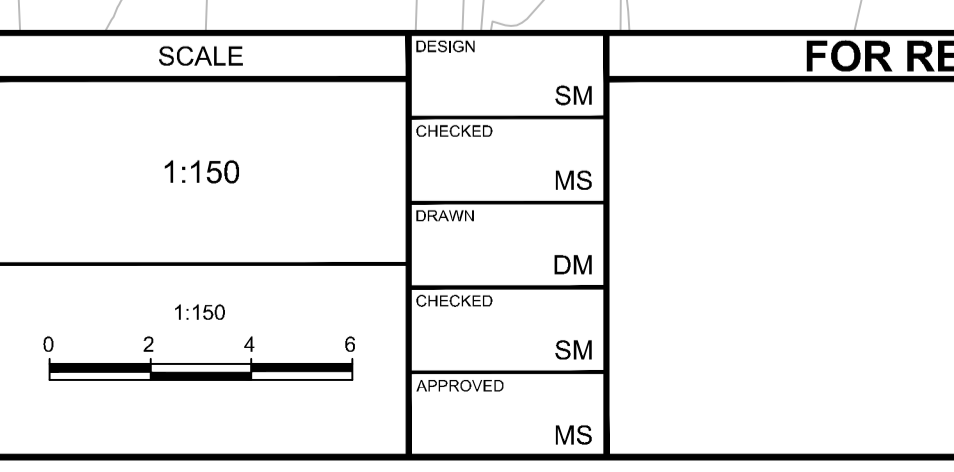 SCALE
1:150
1:150
0 2 4 6
DESIGN
SM
CHECKED
MS
DRAWN
DM
CHECKED
SM
APPROVED
MS
FOR RE